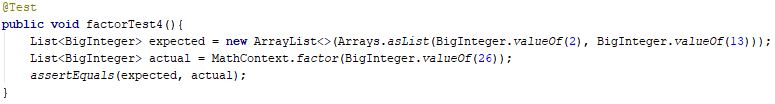 @Test
public void factorTest4(){
    List<BigInteger> expected = new ArrayList<>(Arrays.asList(BigInteger.valueOf(2), BigInteger.valueOf(13)));
    List<BigInteger> actual = MathContext.factor(BigInteger.valueOf(26));
    assertEquals(expected, actual);
}